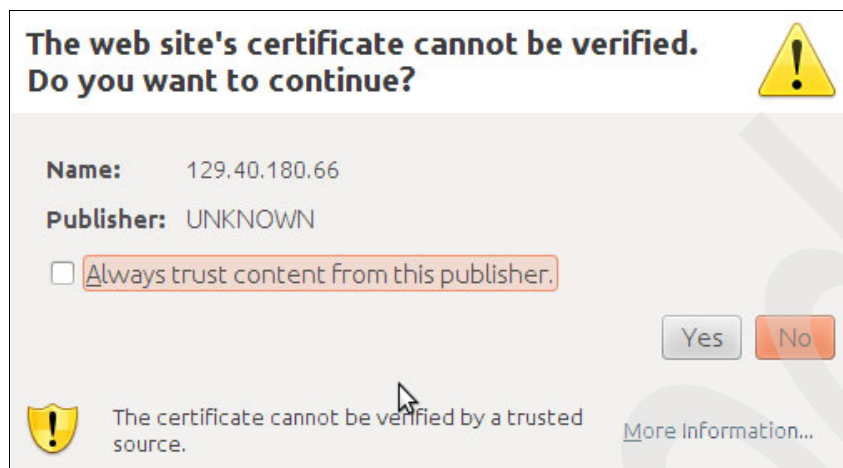 The web site's certificate cannot be verified.
Do you want to continue?
Name: 129.40.180.66
Publisher: UNKNOWN
Always trust content from this publisher.
Yes No
The certificate cannot be verified by a trusted
source.
More Information...